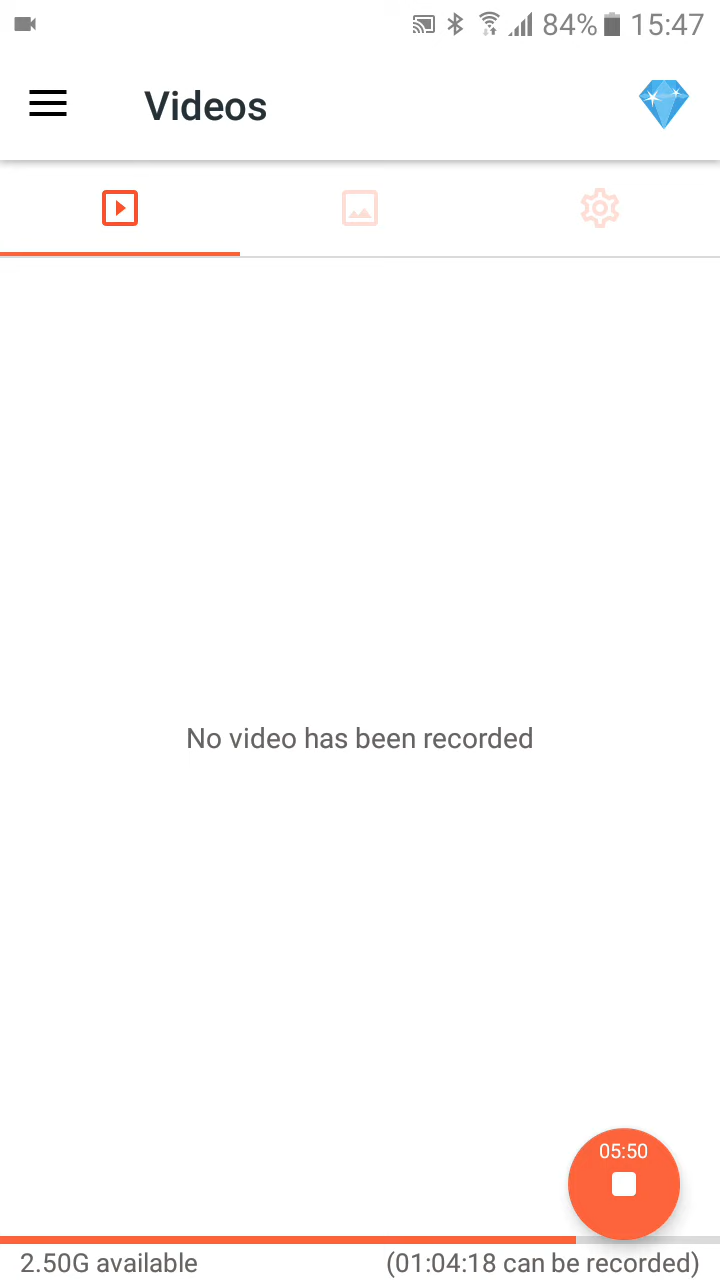 84% 15:47
Videos
No video has been recorded
05:50
2.50G available (01:04:18 can be recorded)